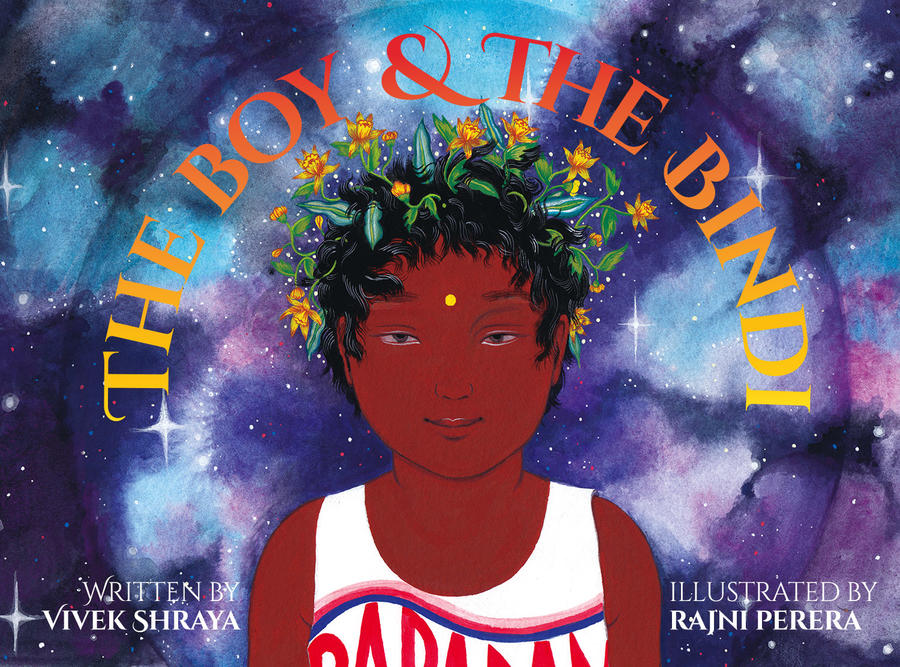 THE BOY & THE BINDI
WRITTEN BY
VIVEK SHRAYA
ILLUSTRATED BY
RAJNI PERERA